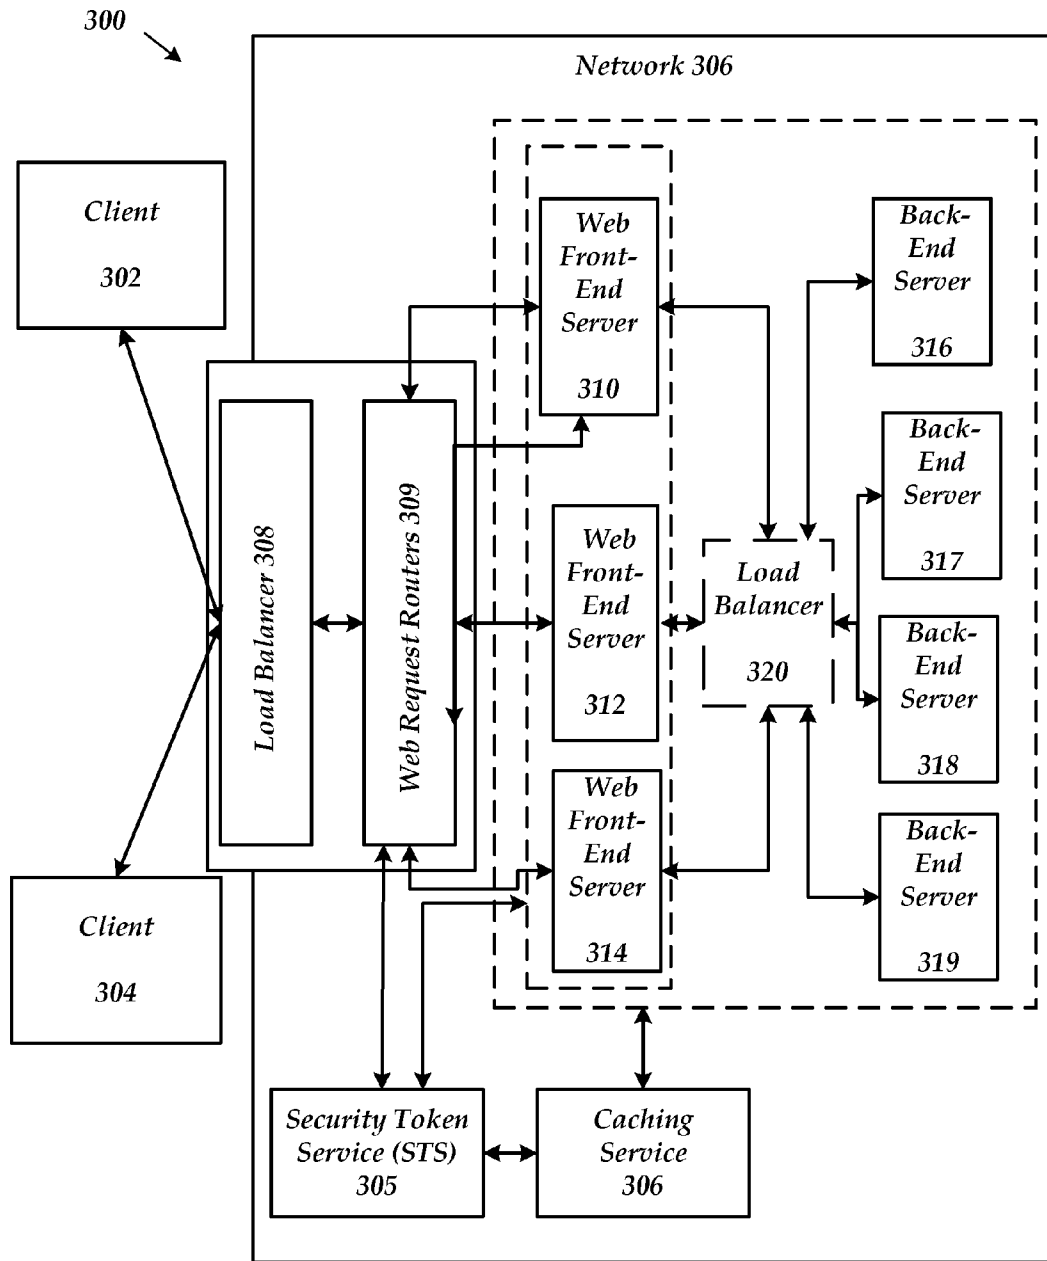 300
Network 306
Client
302
Web
Front-
End
Server
310
Back-
End
Server
316
Load Balancer 308
Web Request Routers 309
Back-
End
Server
317
Web
Front-
End
Server
312
Load
Balancer
320
Back-
End
Server
318
Web
Front-
End
Server
314
Back-
End
Server
319
Client
304
Security Token
Service (STS)
305
Caching
Service
306